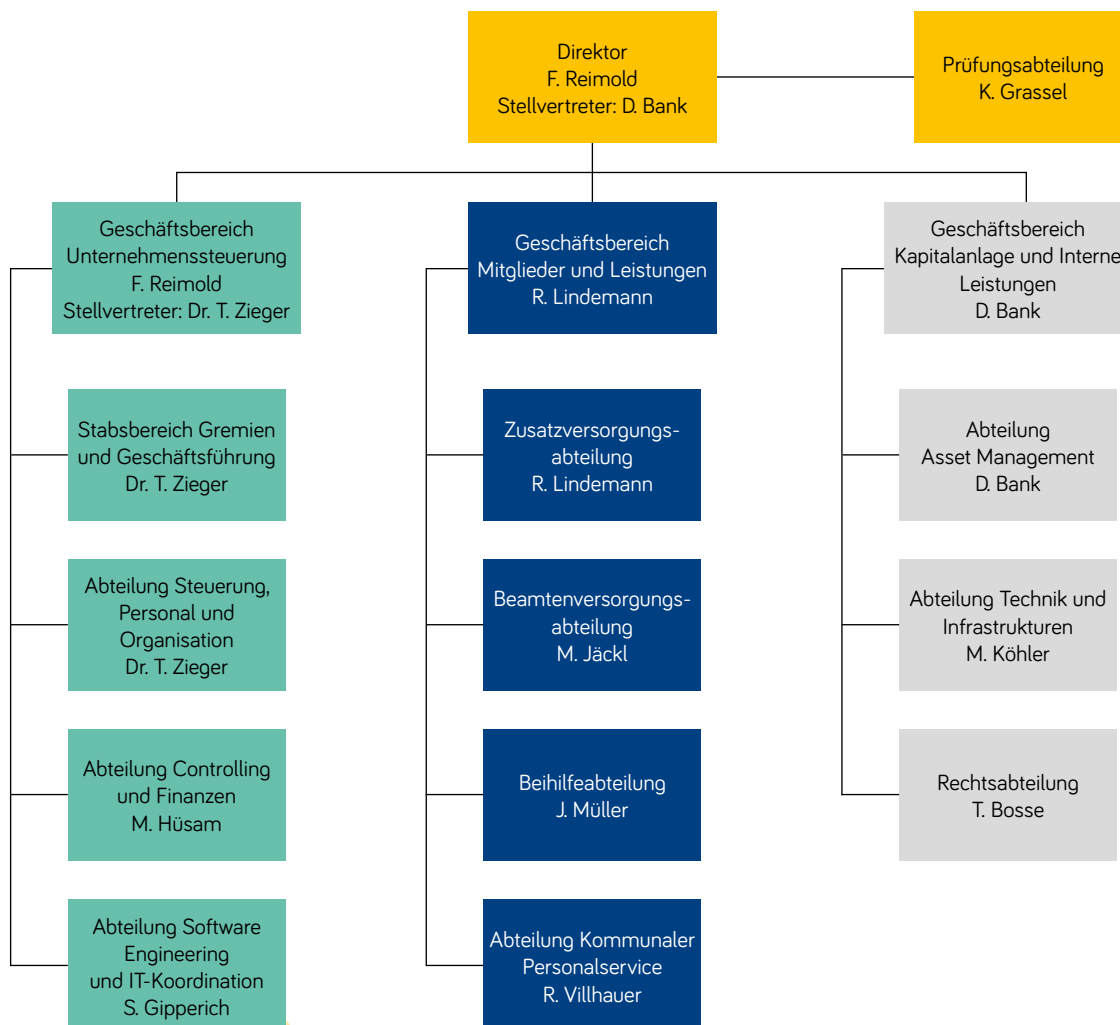 Direktor
F. Reimold
Stellvertreter: D. Bank
Prüfungsabteilung
K. Grassel
Geschäftsbereich
Unternehmenssteuerung
F. Reimold
Stellvertreter: Dr. T. Zieger
Geschäftsbereich
Mitglieder und Leistungen
R. Lindemann
Geschäftsbereich
Kapitalanlage und Interne
Leistungen
D. Bank
Stabsbereich Gremien
und Geschäftsführung
Dr. T. Zieger
Zusatzversorgungs-
abteilung
R. Lindemann
Abteilung
Asset Management
D. Bank
Abteilung Steuerung,
Personal und
Organisation
Dr. T. Zieger
Beamtenversorgungs-
abteilung
M. Jäckl
Abteilung Technik und
Infrastrukturen
M. Köhler
Abteilung Controlling
und Finanzen
M. Hüsam
Beihilfeabteilung
J. Müller
Rechtsabteilung
T. Bosse
Abteilung Software
Engineering
und IT-Koordination
S. Gipperich
Abteilung Kommunaler
Personalservice
R. Villhauer